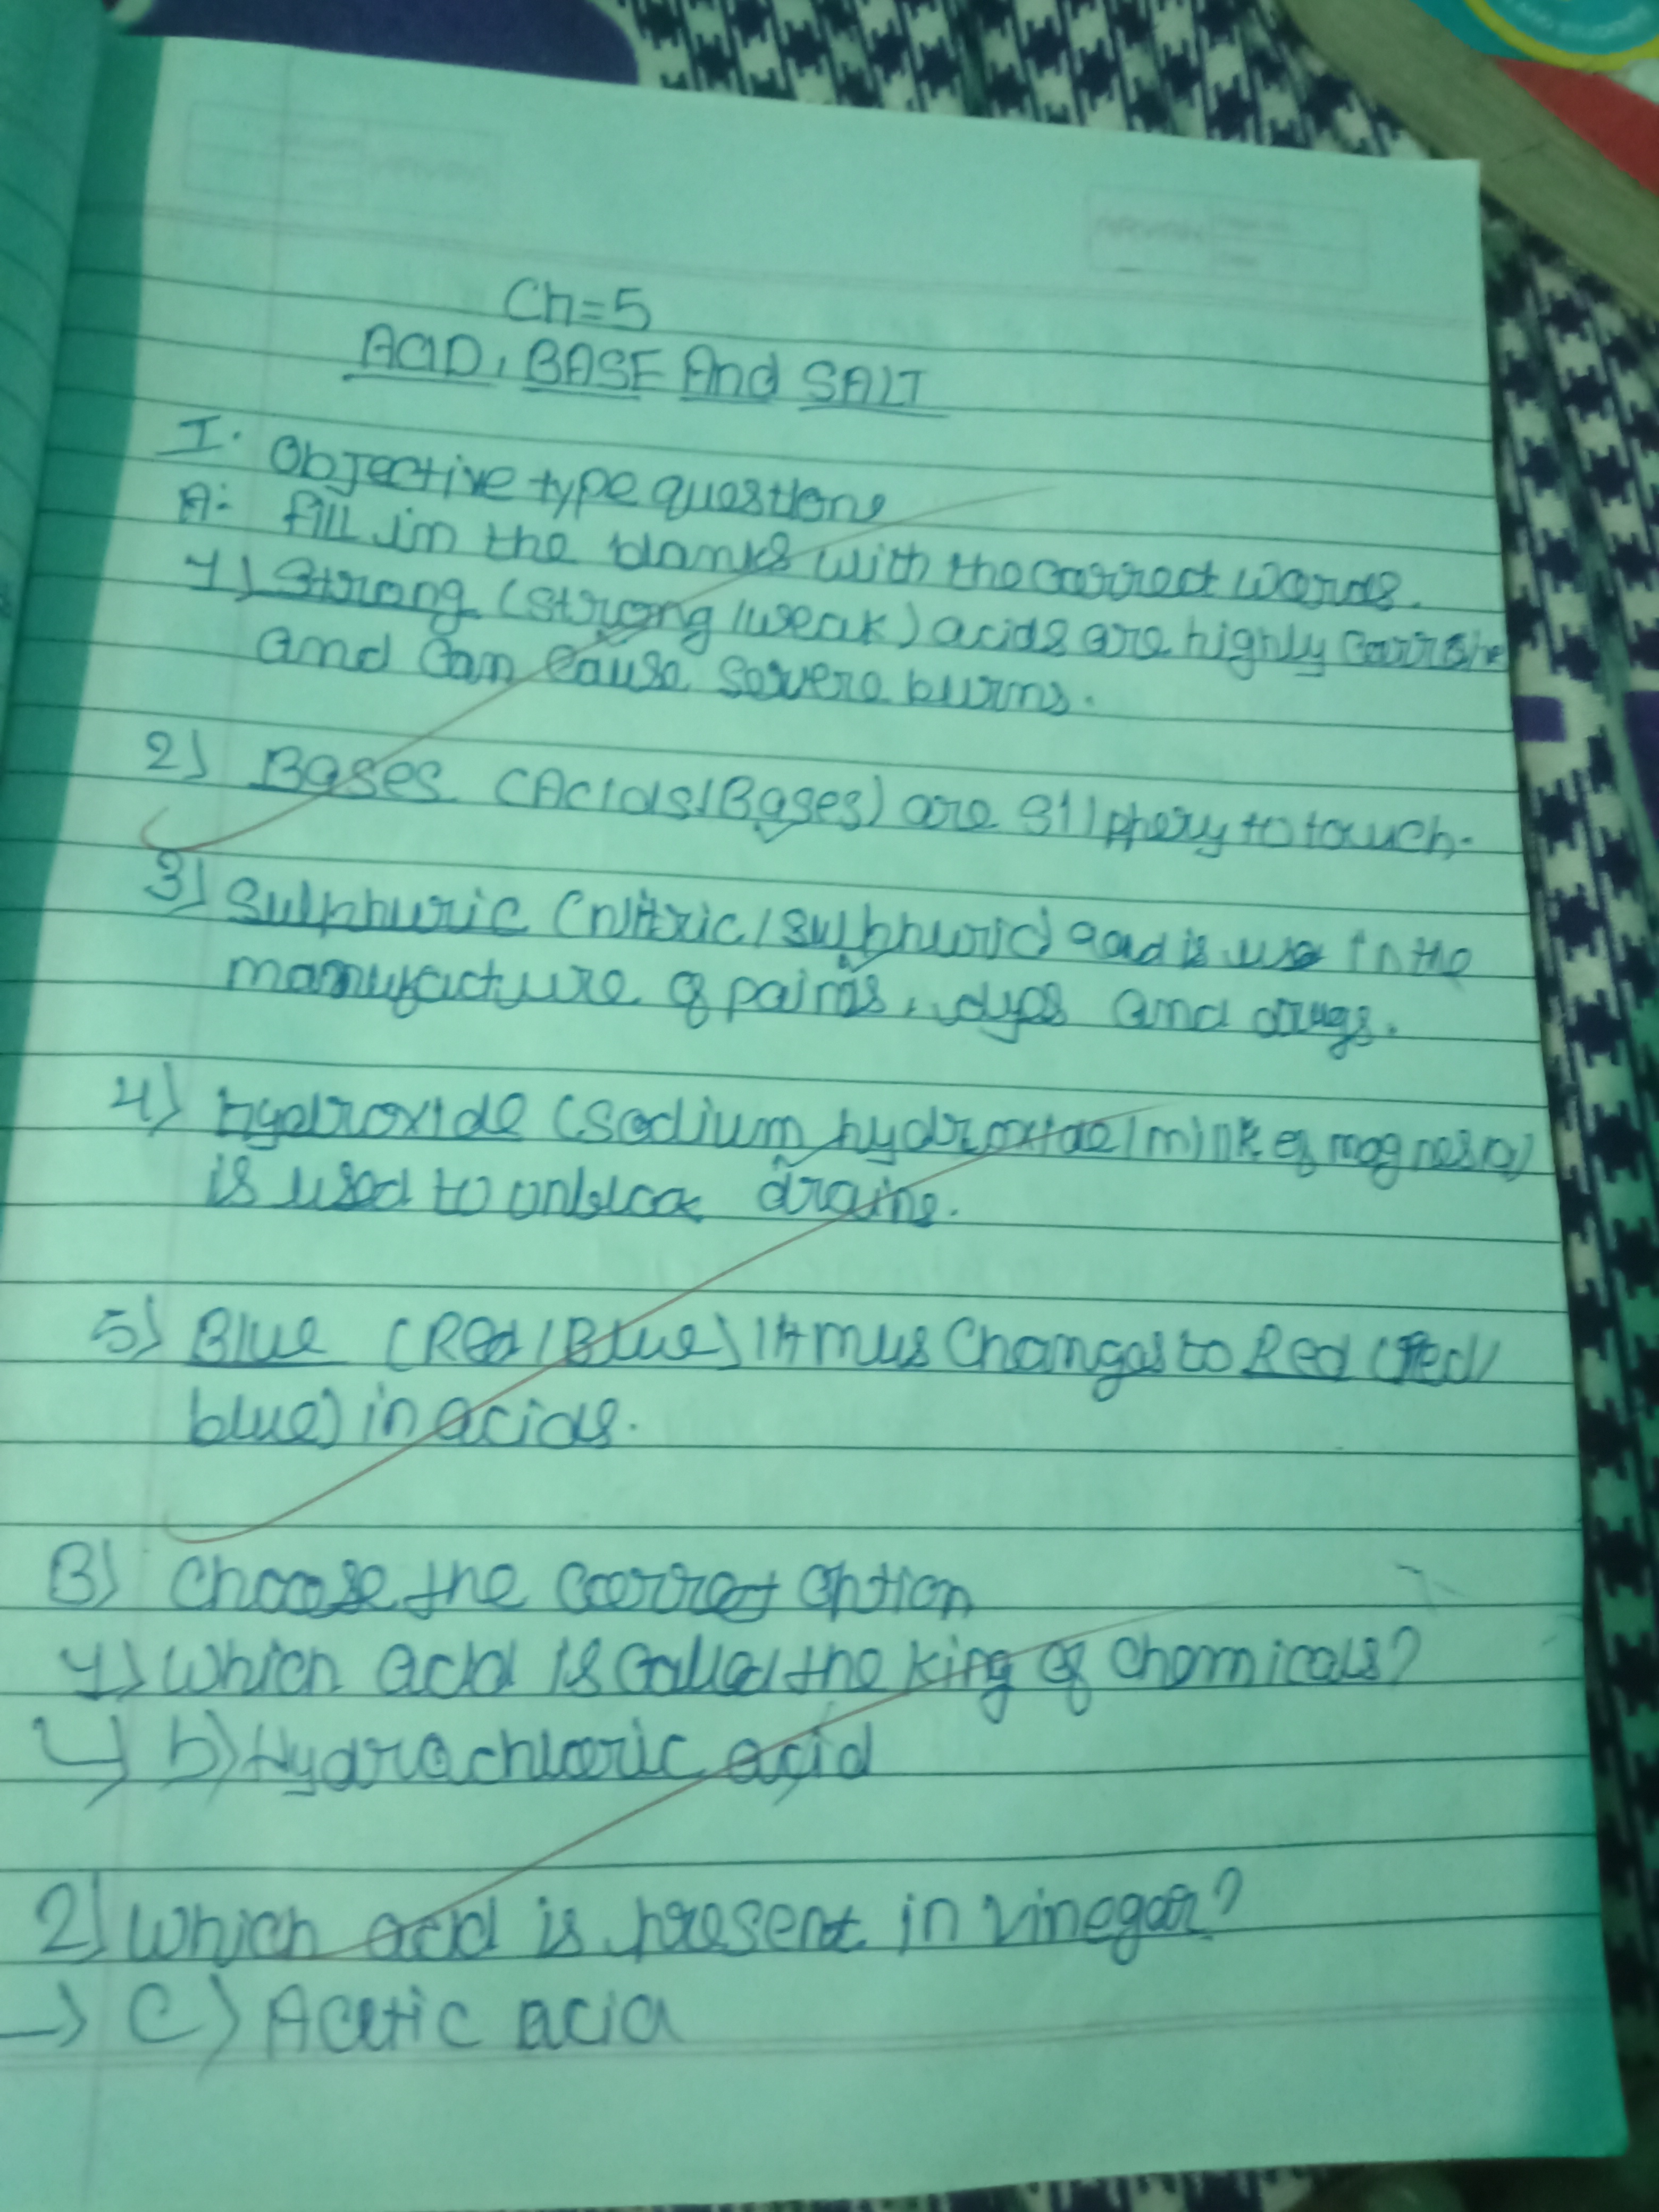 Ch=5
ACID, BASE And SALT
I. Objective type questions
A:- fill in the blanks with the correct words.
1) Strong (strong/weak) acids are highly
and can cause servere burns.
2) Bases (Acids/Bases) are sllpphery to touch.
3) Sulphuric (nitric/sulphuric) acid is use in the
manufacture of paints, dyes and drugs.
4) hydroxide (Sodium hydroxide/milk of magnesia)
is used to unblock drains.
5) Blue (Red/Blue) litmus Changes to Red (Red/
blue) in acids.
B) Choose the correct option
1) Which acid is Called the King of Chemicals?
b) Hydrachloric acid
2) Which acid is present in Vinegar?
→ C) Acetic acid